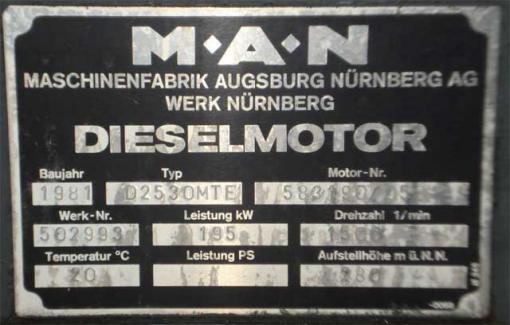 M·A·N
MASCHINENFABRIK AUGSBURG NÜRNBERG AG
WERK NÜRNBERG
DIESELMOTOR
Baujahr Typ Motor-Nr.
1981 D2530MTE
Werk-Nr. Leistung kW Drehzahl 1/min
502993 195 1500
Temperatur °C Leistung PS Aufstellhöhe m ü.N.N.
20